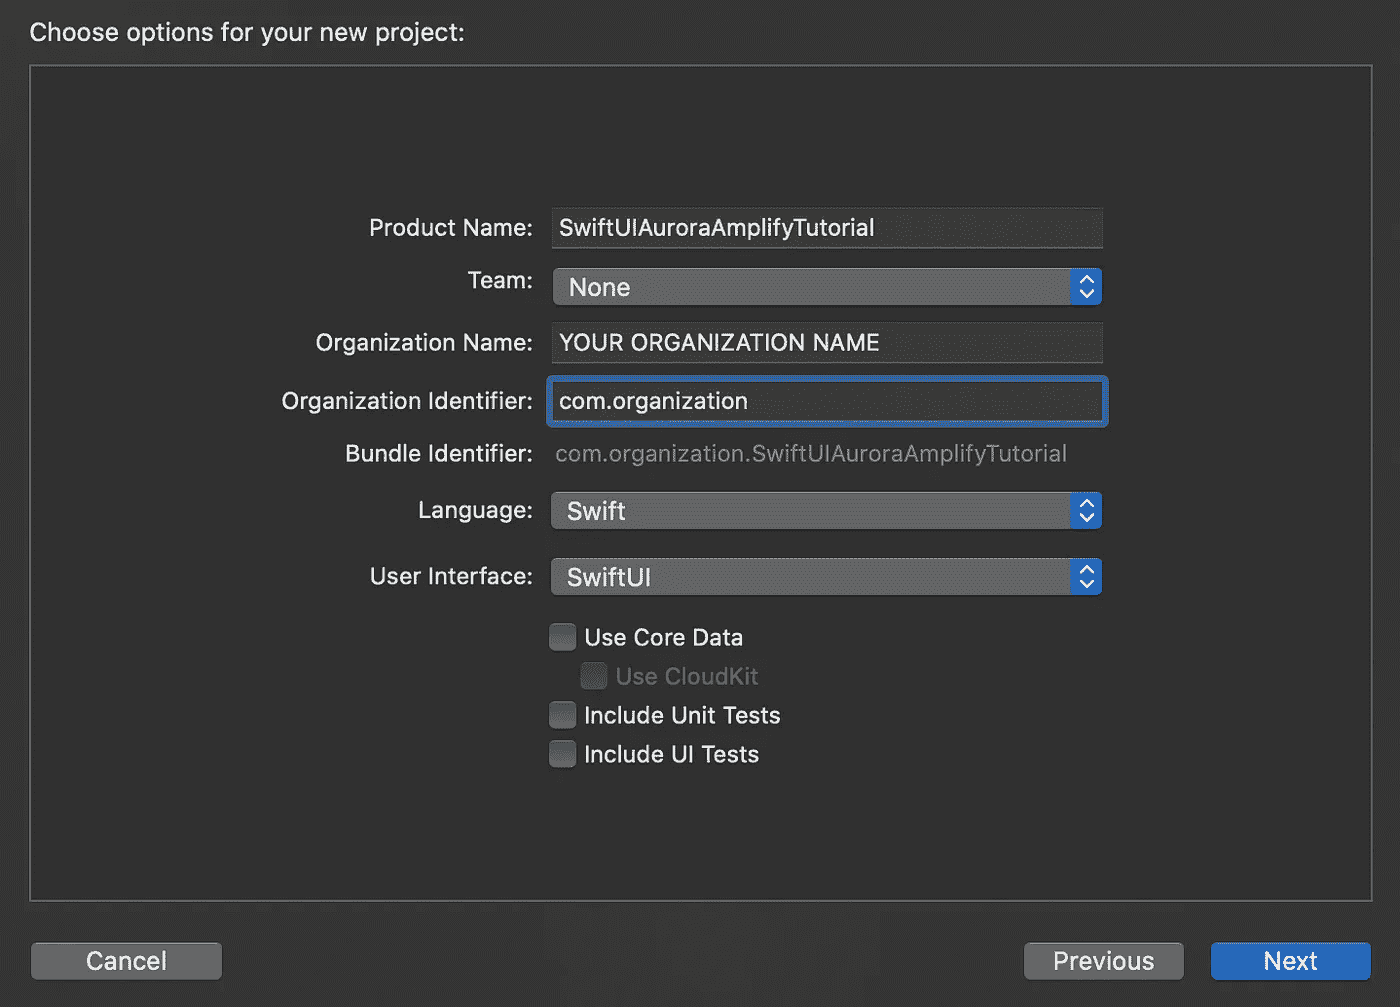 Choose options for your new project:
Product Name: SwiftUIAuroraAmplifyTutorial
Team: None
Organization Name: YOUR ORGANIZATION NAME
Organization Identifier: com.organization
Bundle Identifier: com.organization.SwiftUIAuroraAmplifyTutorial
Language: Swift
User Interface: SwiftUI
Use Core Data
Use CloudKit
Include Unit Tests
Include UI Tests
Cancel Previous Next